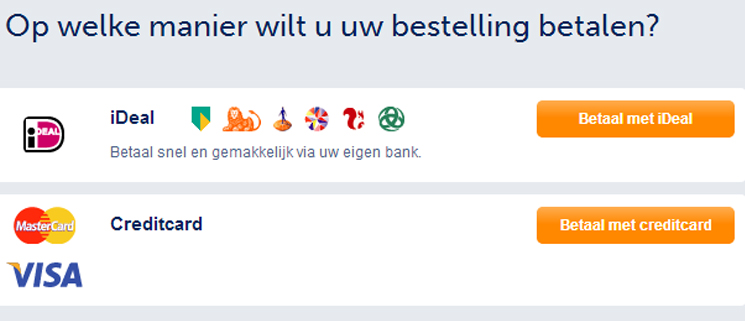 Op welke manier wilt u uw bestelling betalen?
iDEAL
iDeal
Betaal met iDeal
Betaal snel en gemakkelijk via uw eigen bank.
MasterCard
Creditcard
Betaal met creditcard
VISA